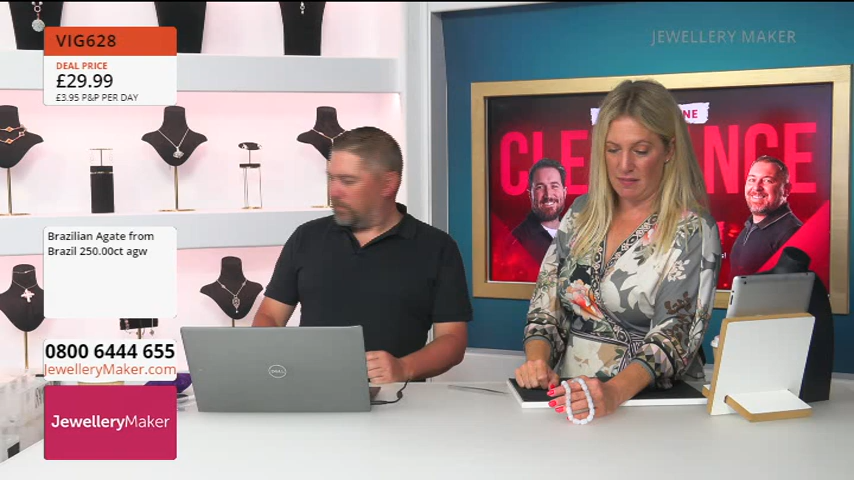 VIG628
DEAL PRICE
£29.99
£3.95 P&P PER DAY
JEWELLERY MAKER
Brazilian Agate from
Brazil 250.00ct agw
0800 6444 655
JewelleryMaker.com
JewelleryMaker
DELL